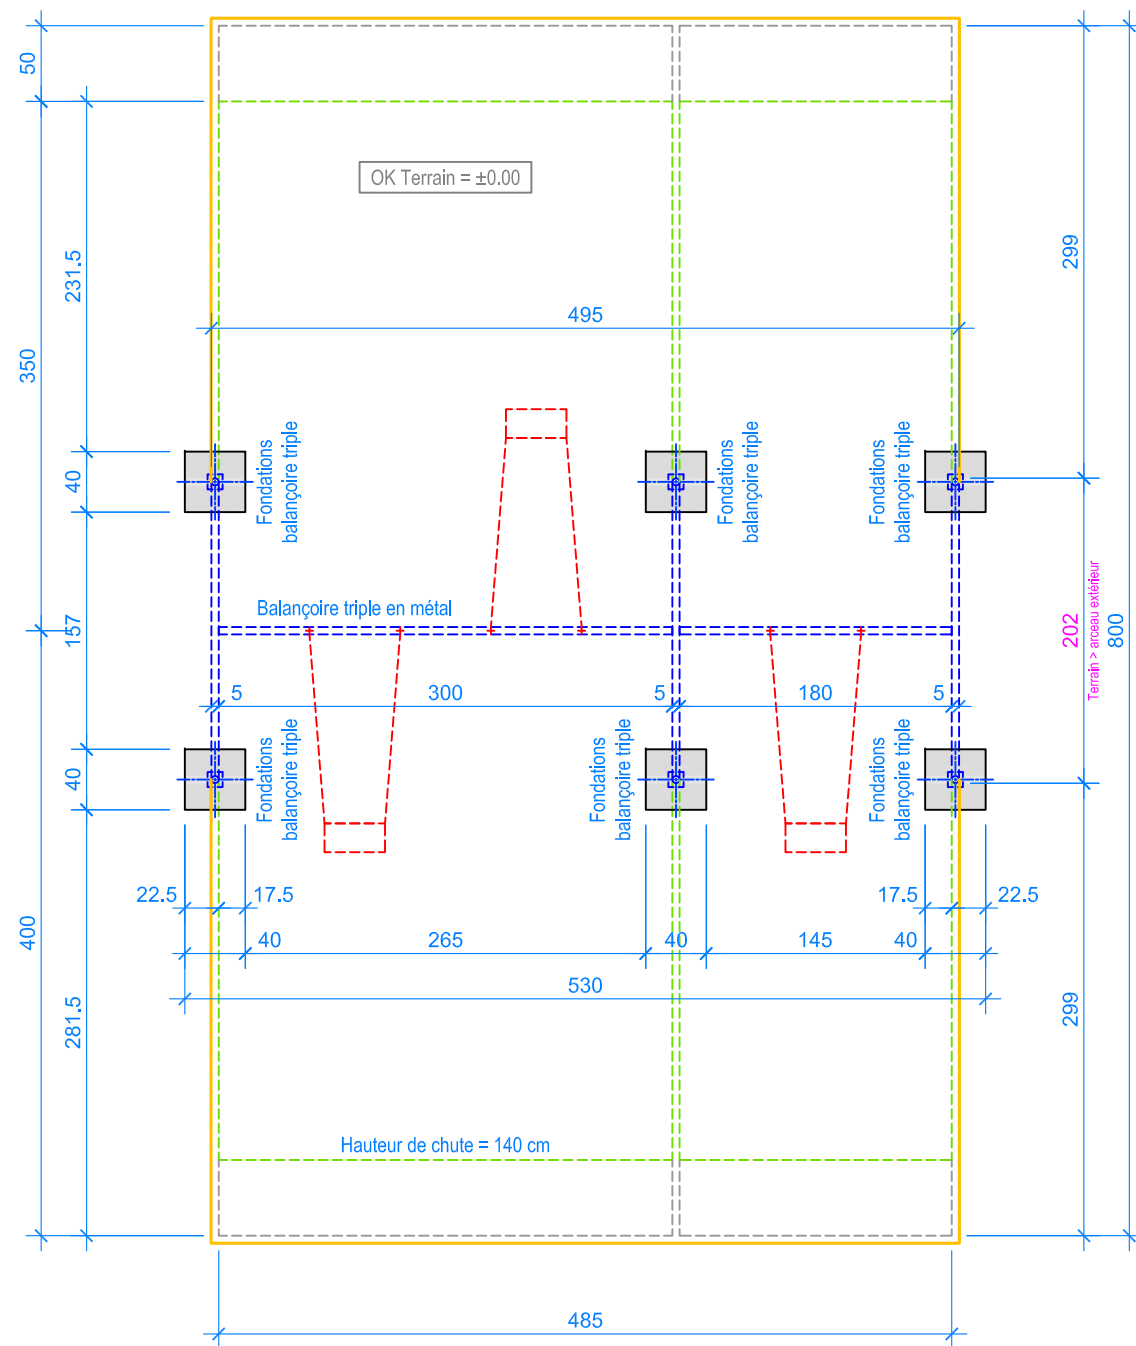 50
231.5
350
299
OK Terrain = ±0.00
495
40
Fondations
balançoire triple
Fondations
balançoire triple
Fondations
balançoire triple
Balançoire triple en métal
157
202
Terrain > arceau extérieur
800
5
300
5
180
5
40
Fondations
balançoire triple
Fondations
balançoire triple
Fondations
balançoire triple
22.5
17.5
17.5
22.5
400
40
265
40
145
40
530
281.5
299
Hauteur de chute = 140 cm
485